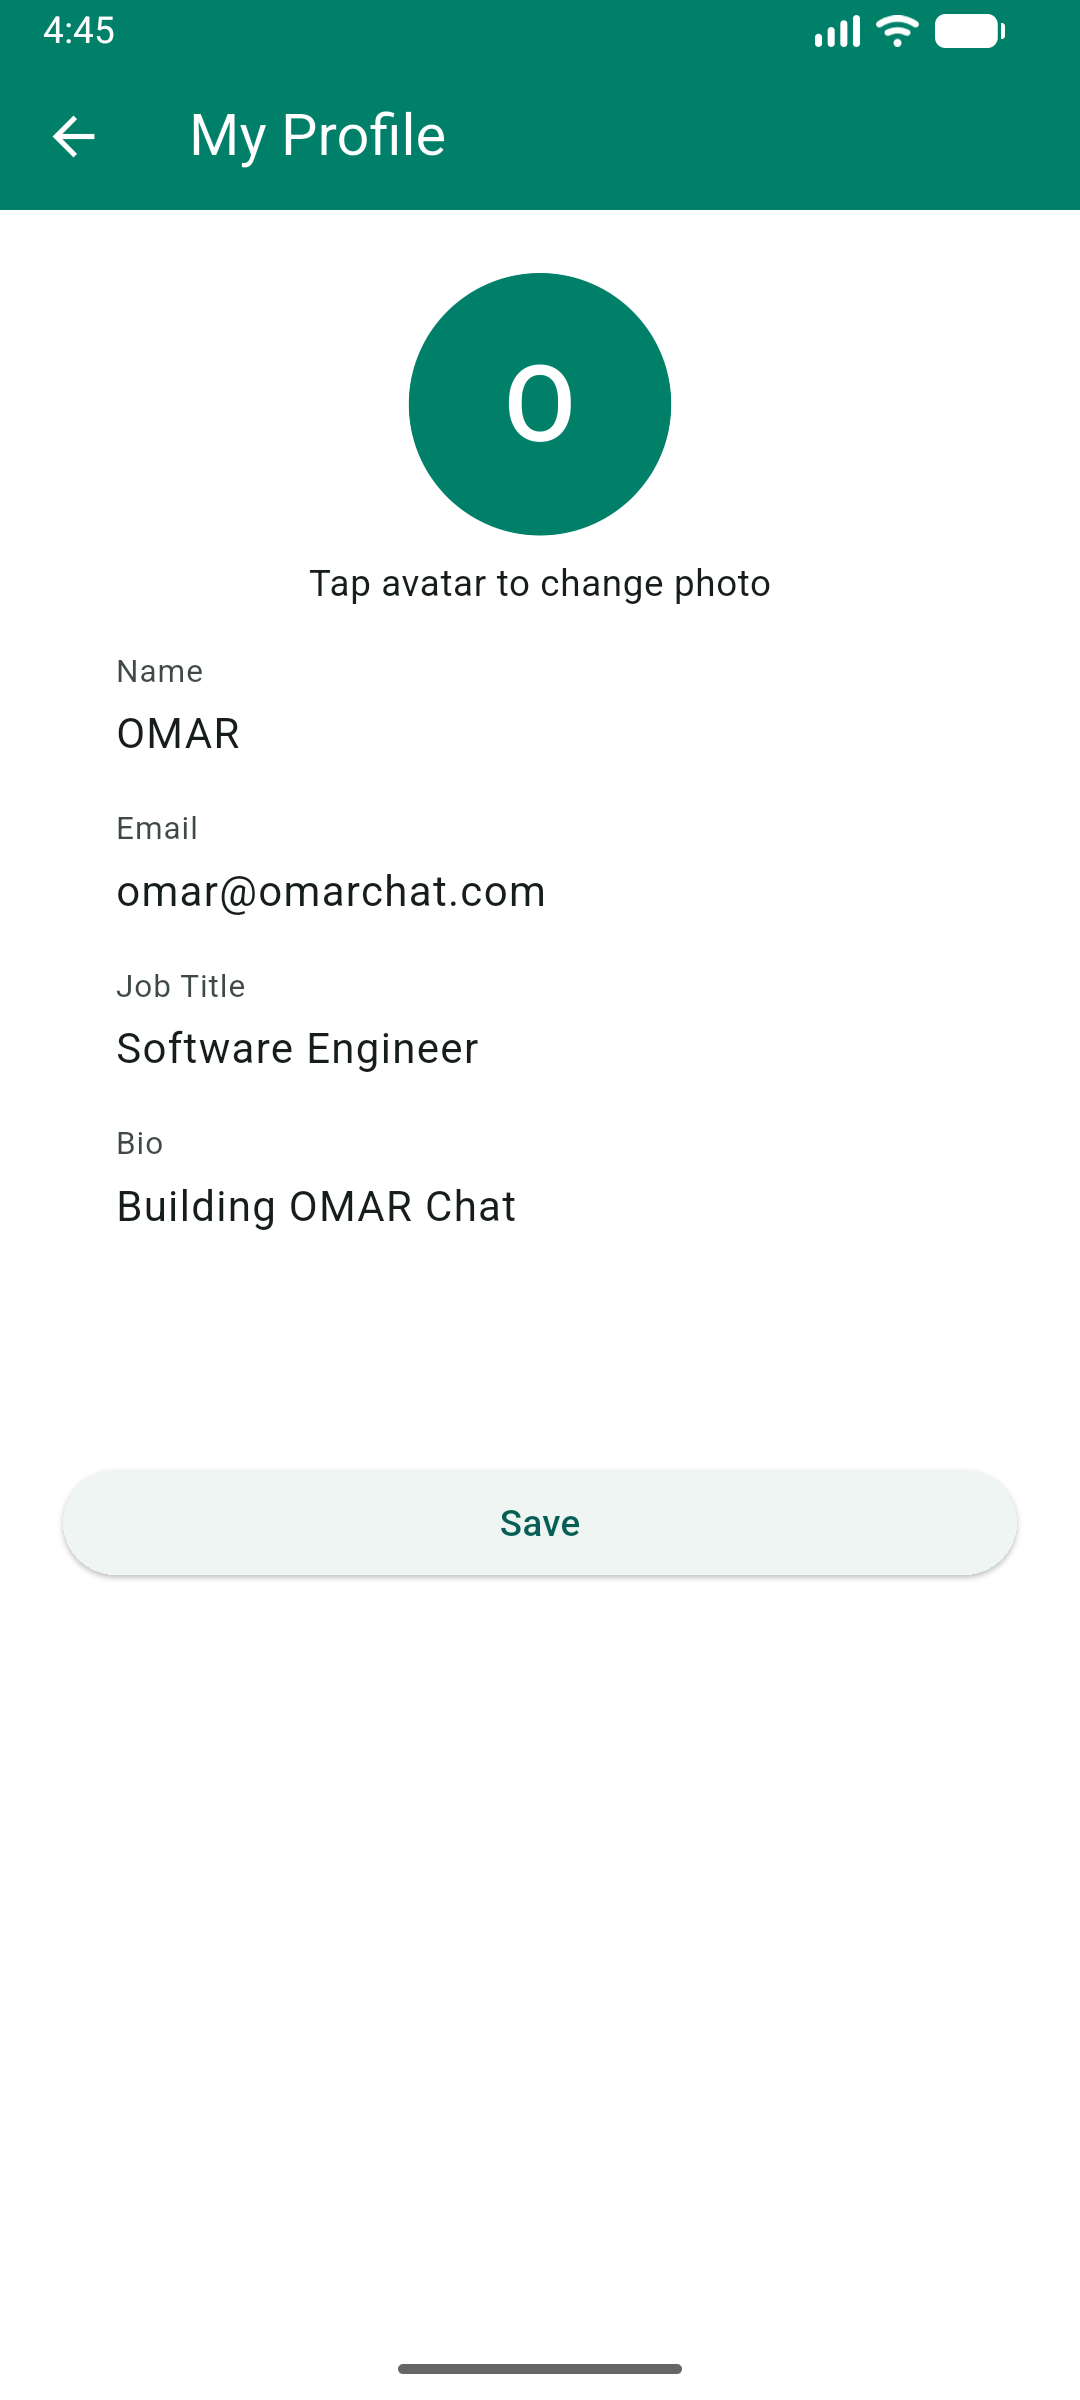 4:45
My Profile
O
Tap avatar to change photo
Name
OMAR
Email
omar@omarchat.com
Job Title
Software Engineer
Bio
Building OMAR Chat
Save